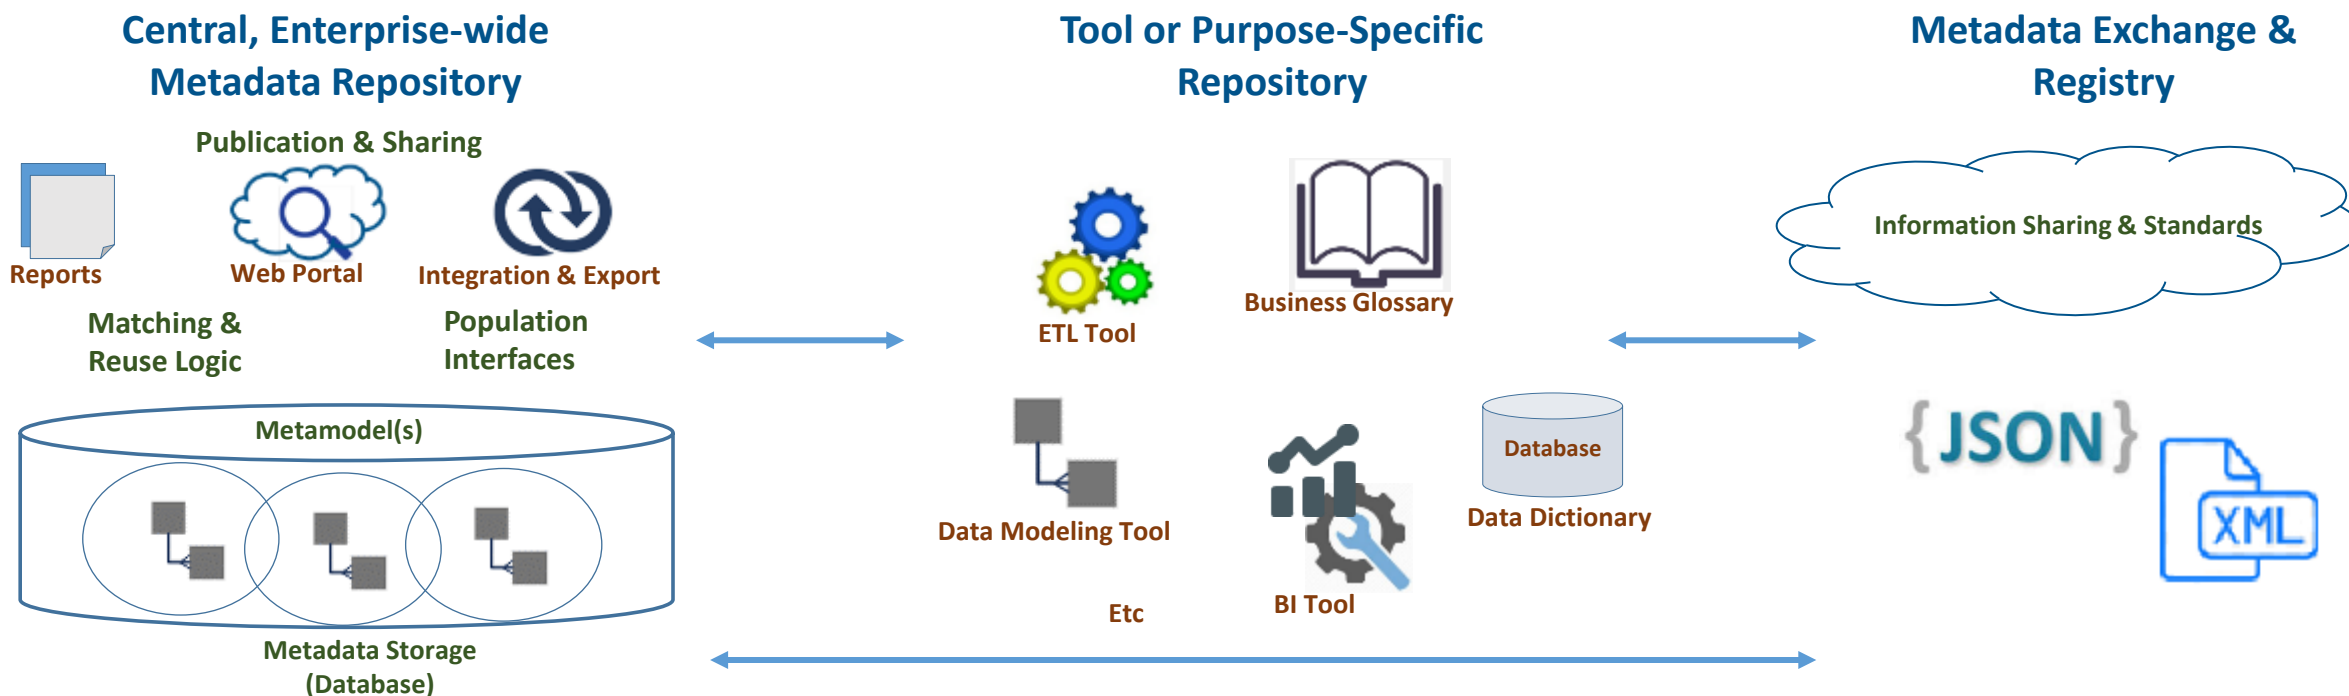 Central, Enterprise-wide
Metadata Repository
Publication & Sharing
Reports
Web Portal
Integration & Export
Matching &
Reuse Logic
Population
Interfaces
Metamodel(s)
Metadata Storage
(Database)
Tool or Purpose-Specific
Repository
ETL Tool
Business Glossary
Data Modeling Tool
BI Tool
Database
Data Dictionary
Etc
Metadata Exchange &
Registry
Information Sharing & Standards
{JSON}
XML